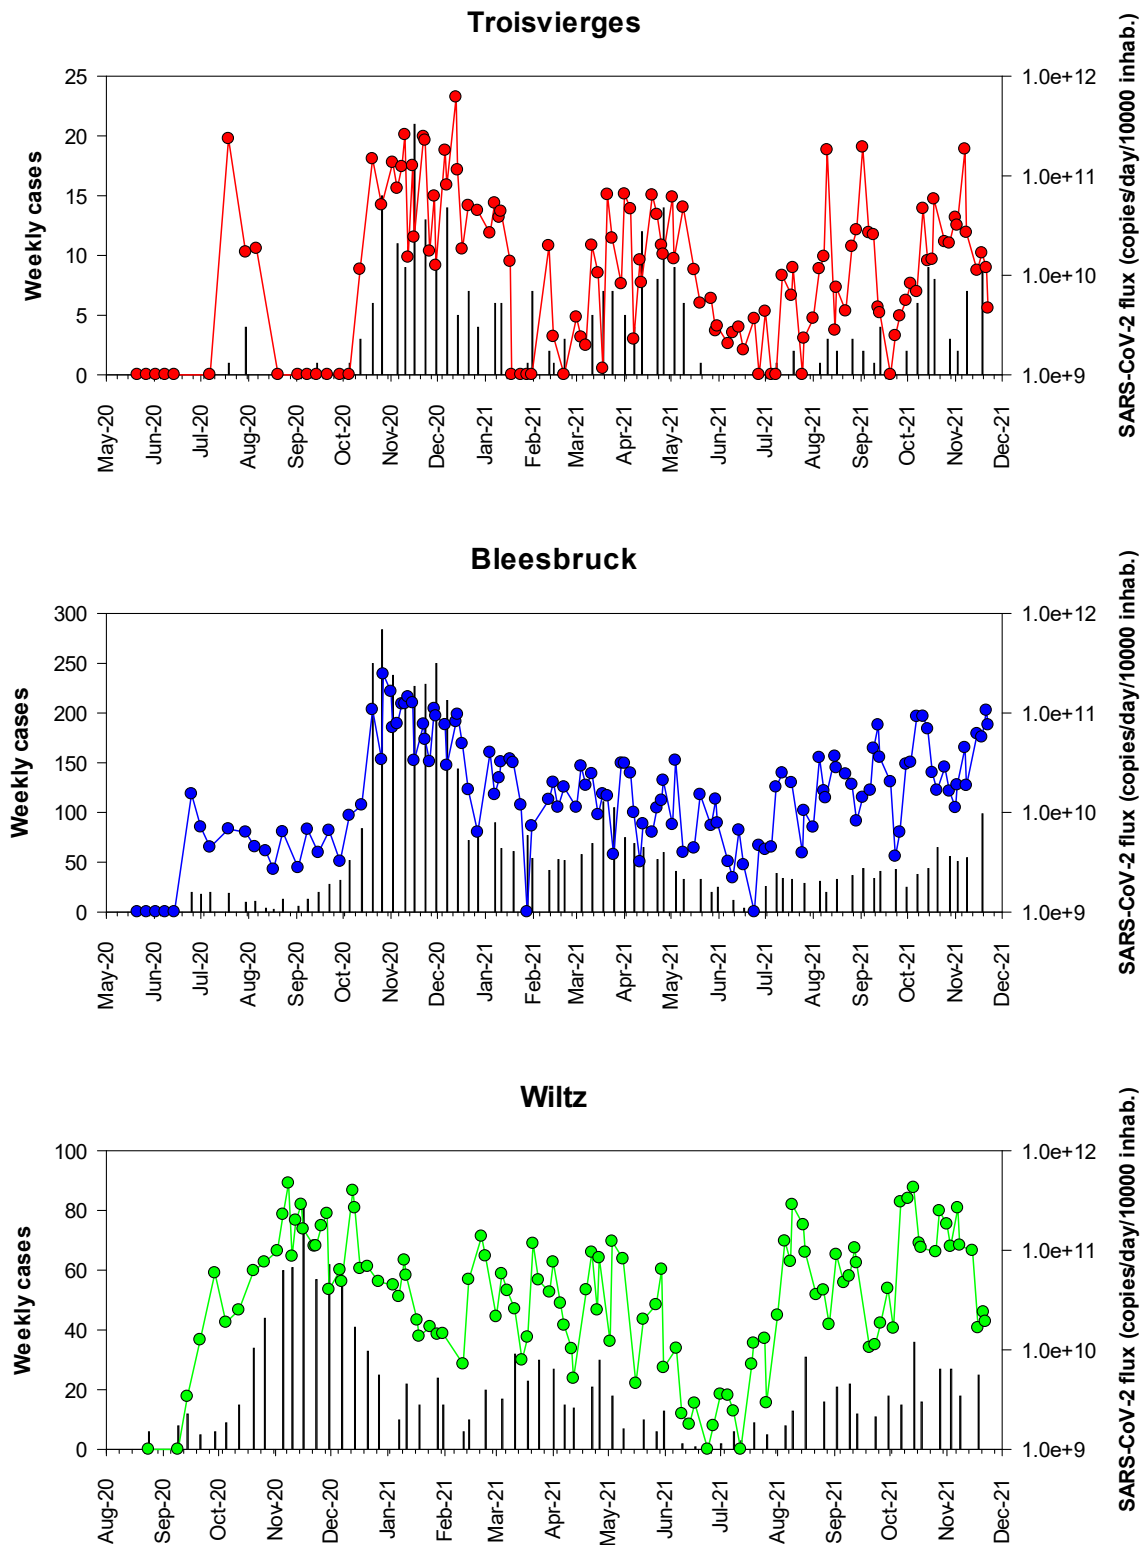 Troisvierges
Weekly cases
SARS-CoV-2 flux (copies/day/10000 inhab.)
25
20
15
10
5
0
1.0e+12
1.0e+11
1.0e+10
1.0e+9
May-20
Jun-20
Jul-20
Aug-20
Sep-20
Oct-20
Nov-20
Dec-20
Jan-21
Feb-21
Mar-21
Apr-21
May-21
Jun-21
Jul-21
Aug-21
Sep-21
Oct-21
Nov-21
Dec-21
Bleesbruck
Weekly cases
SARS-CoV-2 flux (copies/day/10000 inhab.)
300
250
200
150
100
50
0
1.0e+12
1.0e+11
1.0e+10
1.0e+9
May-20
Jun-20
Jul-20
Aug-20
Sep-20
Oct-20
Nov-20
Dec-20
Jan-21
Feb-21
Mar-21
Apr-21
May-21
Jun-21
Jul-21
Aug-21
Sep-21
Oct-21
Nov-21
Dec-21
Wiltz
Weekly cases
SARS-CoV-2 flux (copies/day/10000 inhab.)
100
80
60
40
20
0
1.0e+12
1.0e+11
1.0e+10
1.0e+9
Aug-20
Sep-20
Oct-20
Nov-20
Dec-20
Jan-21
Feb-21
Mar-21
Apr-21
May-21
Jun-21
Jul-21
Aug-21
Sep-21
Oct-21
Nov-21
Dec-21